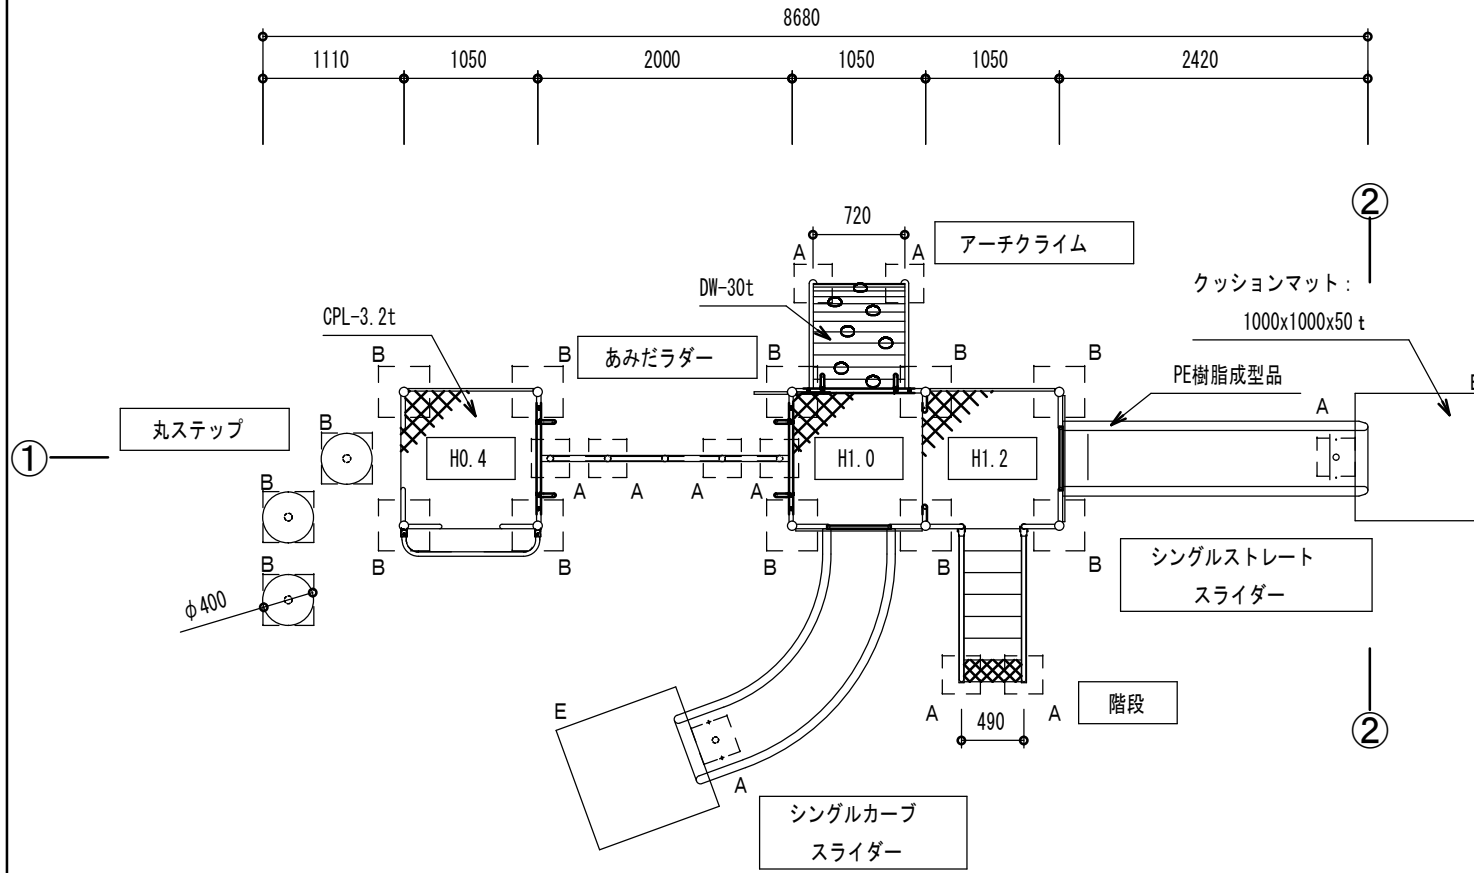 8680
1110 1050 2000 1050 1050 2420
②
720
アーチクライム
A A
クッションマット：
1000x1000x50 t
DW-30t
CPL-3.2t
あみだラダー
PE樹脂成型品
B B B B B
A
E
丸ステップ
B
①
H0.4
H1.0
H1.2
B
A A A A
B B B B B
シングルストレート
スライダー
B
φ400
階段
A A
490
②
E
A
シングルカーブ
スライダー